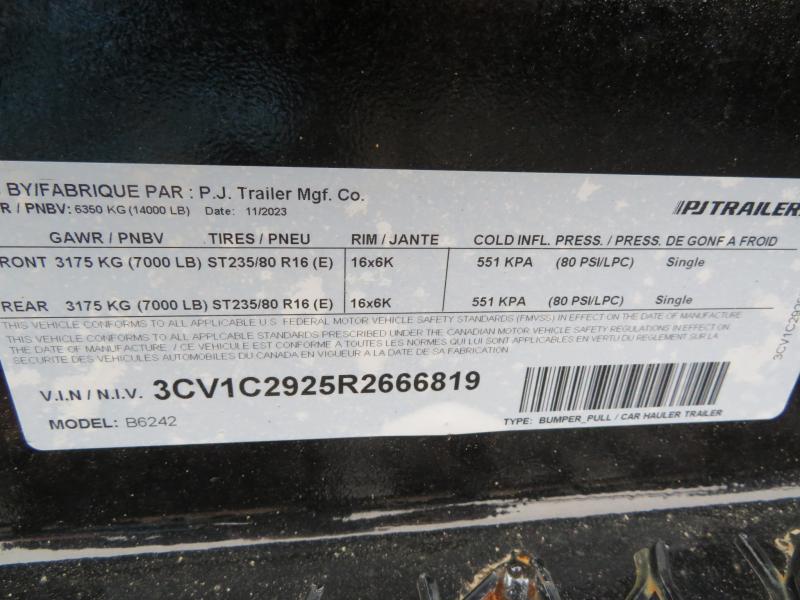 BY/FABRIQUE PAR : P.J. Trailer Mgf. Co.
R / PNBV: 6350 KG (14000 LB) Date: 11/2023
PJTRAILERS
GAWR / PNBV TIRES / PNEU RIM / JANTE COLD INFL. PRESS. / PRESS. DE GONF A FROID
RONT 3175 KG (7000 LB) ST235/80 R16 (E) 16x6K 551 KPA (80 PSI/LPC) Single
REAR 3175 KG (7000 LB) ST235/80 R16 (E) 16x6K 551 KPA (80 PSI/LPC) Single
THIS VEHICLE CONFORMS TO ALL APPLICABLE U.S. FEDERAL MOTOR VEHICLE SAFETY STANDARDS (FMVSS) IN EFFECT ON THE DATE OF MANUFACTURE
THIS VEHICLE CONFORMS TO ALL APPLICABLE STANDARDS PRESCRIBED UNDER THE CANADIAN MOTOR VEHICLE SAFETY REGULATIONS IN EFFECT ON
THE DATE OF MANUFACTURE. / CE VEHICULE EST CONFORME A TOUTES LES NORMES QUI LUI SONT APPLICABLES EN VERTU DU REGLEMENT SUR LA
SECURITE DES VEHICULES AUTOMOBILES DU CANADA EN VIGUEUR A LA DATE DE SA FABRICATION
V.I.N / N.I.V. 3CV1C2925R2666819
MODEL: B6242
TYPE: BUMPER_PULL / CAR HAULER TRAILER
3CV1C292